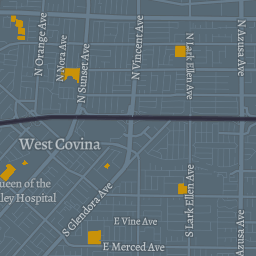 N Orange Ave
N Nora Ave
N Sunset Ave
N Vincent Ave
N Lark Ellen Ave
N Azusa Ave
West Covina
ueen of the
ley Hospital
S Glendora Ave
S Lark Ellen Ave
E Vine Ave
E Merced Ave
Azusa Ave